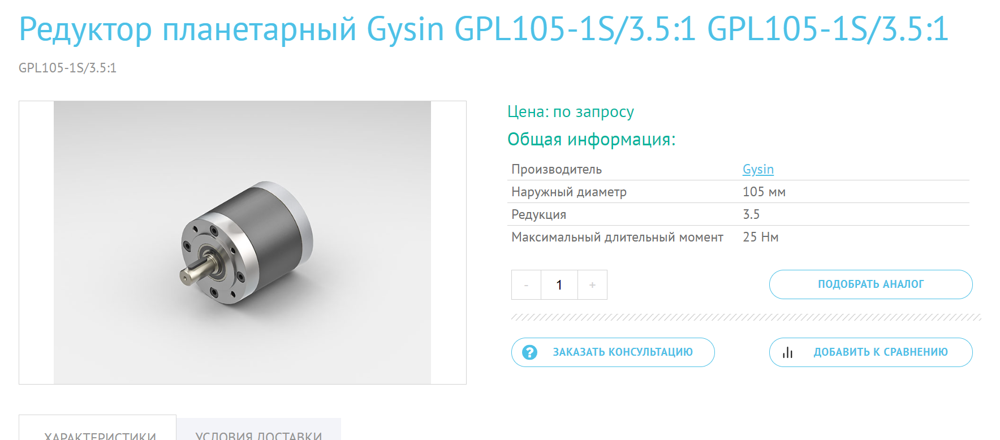 Редуктор планетарный Gysin GPL105-1S/3.5:1 GPL105-1S/3.5:1
GPL105-1S/3.5:1
Цена: по запросу
Общая информация:
Производитель Gysin
Наружный диаметр 105 мм
Редукция 3.5
Максимальный длительный момент 25 Нм
- 1 +
ПОДОБРАТЬ АНАЛОГ
? ЗАКАЗАТЬ КОНСУЛЬТАЦИЮ
ДОБАВИТЬ К СРАВНЕНИЮ
ХАРАКТЕРИСТИКИ
УСЛОВИЯ ДОСТАВКИ